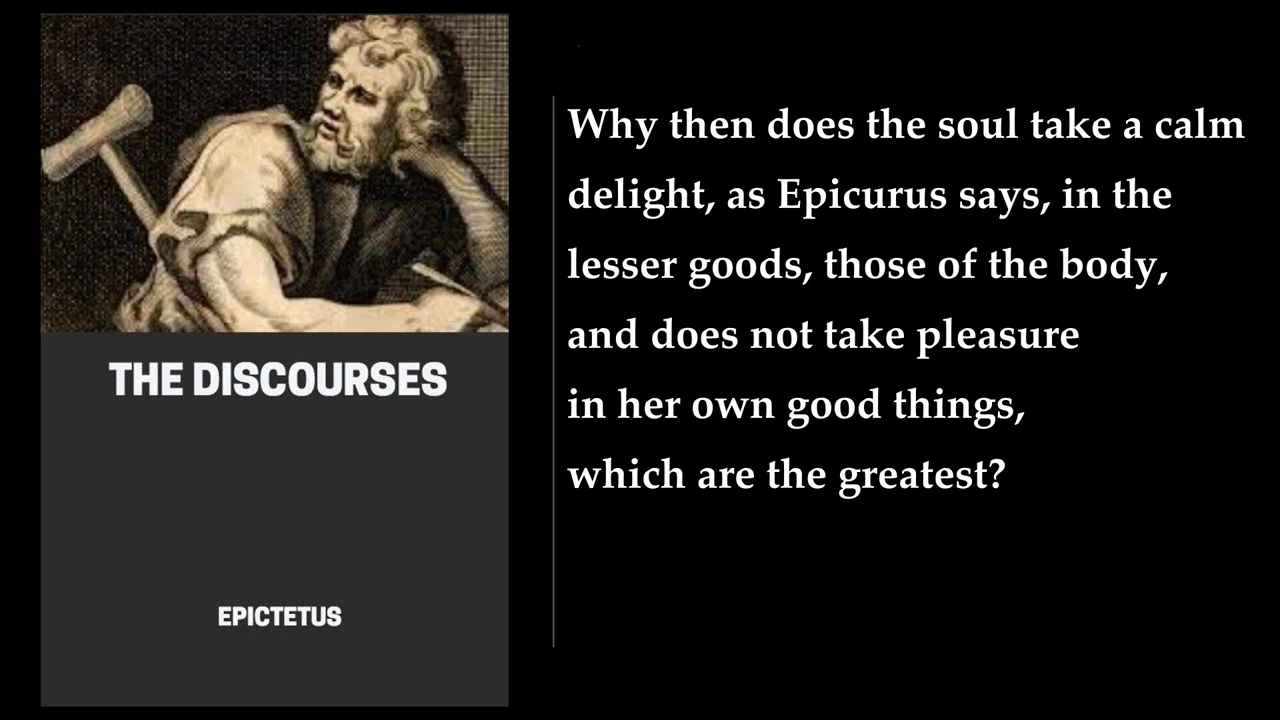 THE DISCOURSES
EPICTETUS
Why then does the soul take a calm
delight, as Epicurus says, in the
lesser goods, those of the body,
and does not take pleasure
in her own good things,
which are the greatest?